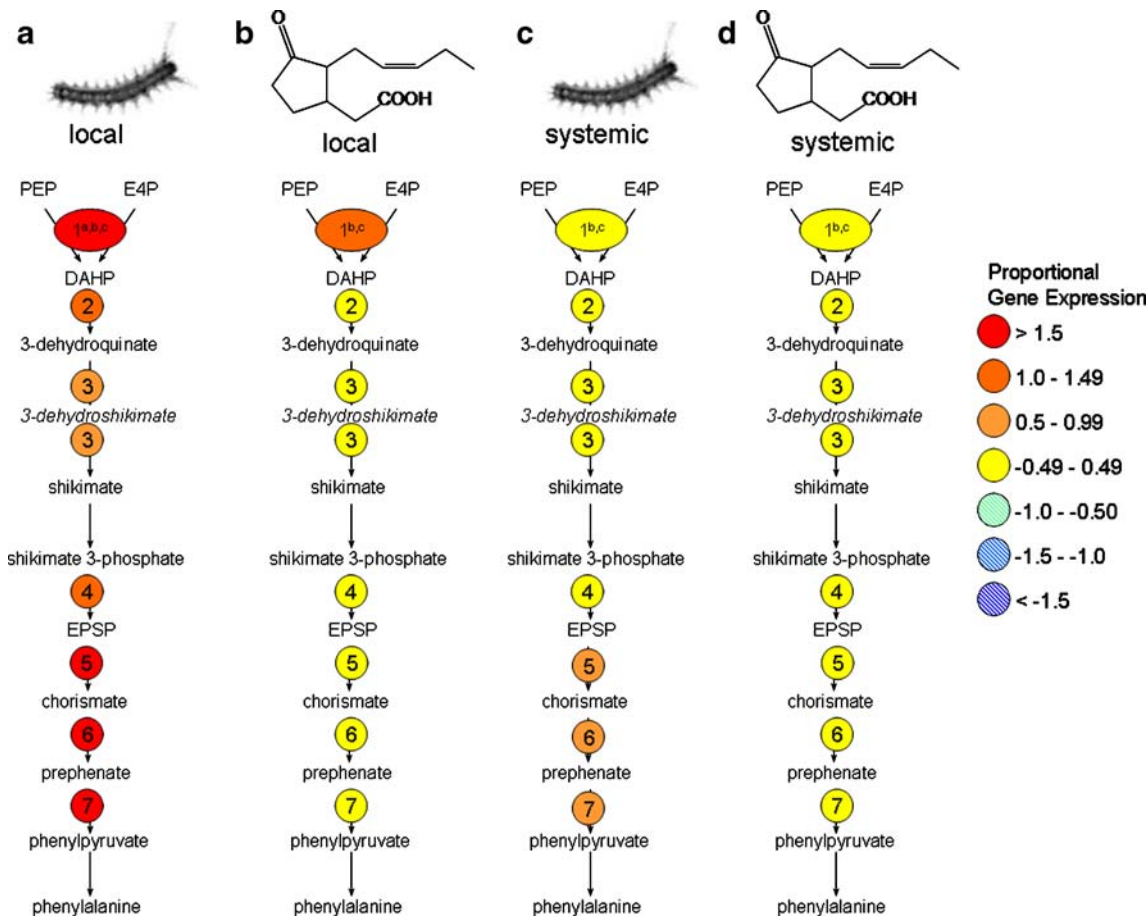 a
b
c
d
O
COOH
O
COOH
local
local
systemic
systemic
PEP E4P
1a,b,c
DAHP
2
3-dehydroquinate
3
3-dehydroshikimate
3
shikimate
shikimate 3-phosphate
4
EPSP
5
chorismate
6
prephenate
7
phenylpyruvate
phenylalanine
PEP E4P
1b,c
DAHP
2
3-dehydroquinate
3
3-dehydroshikimate
3
shikimate
shikimate 3-phosphate
4
EPSP
5
chorismate
6
prephenate
7
phenylpyruvate
phenylalanine
PEP E4P
1b,c
DAHP
2
3-dehydroquinate
3
3-dehydroshikimate
3
shikimate
shikimate 3-phosphate
4
EPSP
5
chorismate
6
prephenate
7
phenylpyruvate
phenylalanine
PEP E4P
1b,c
DAHP
2
3-dehydroquinate
3
3-dehydroshikimate
3
shikimate
shikimate 3-phosphate
4
EPSP
5
chorismate
6
prephenate
7
phenylpyruvate
phenylalanine
Proportional
Gene Expression
> 1.5
1.0 - 1.49
0.5 - 0.99
-0.49 - 0.49
-1.0 - -0.50
-1.5 - -1.0
< -1.5